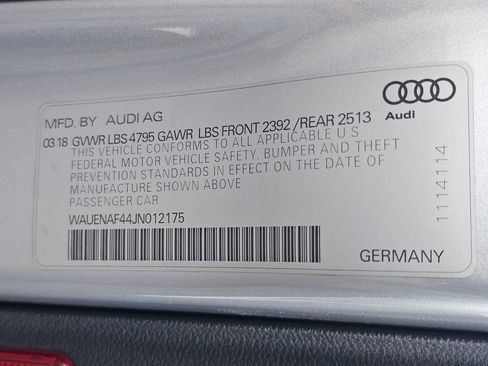 MFD. BY AUDI AG
Audi
03 18 GVWR LBS 4795 GAWR LBS FRONT 2392 / REAR 2513
THIS VEHICLE CONFORMS TO ALL APPLICABLE U S
FEDERAL MOTOR VEHICLE SAFETY, BUMPER AND THEFT
PREVENTION STANDARDS IN EFFECT ON THE DATE OF
MANUFACTURE SHOWN ABOVE
PASSENGER CAR
WAUENAF44JN012175
GERMANY
1114114